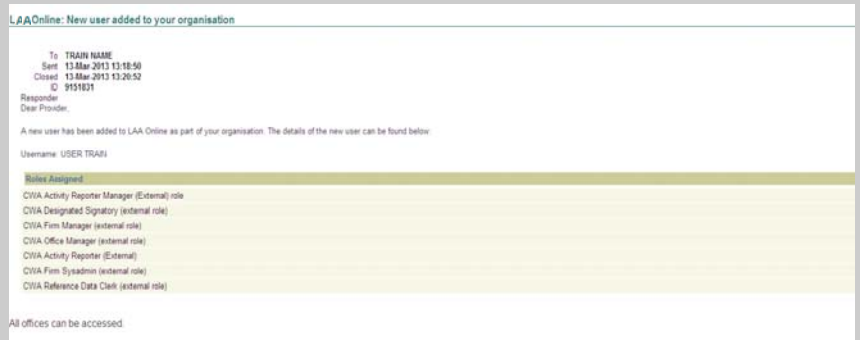 LAAOnline: New user added to your organisation
To TRAIN NAME
Sent 13-Mar-2013 13:18:50
Closed 13-Mar-2013 13:20:52
ID 9151831
Responder
Dear Provider,
A new user has been added to LAA Online as part of your organisation. The details of the new user can be found below:
Username: USER TRAIN
Roles Assigned
CWA Activity Reporter Manager (External) role
CWA Designated Signatory (external role)
CWA Firm Manager (external role)
CWA Office Manager (external role)
CWA Activity Reporter (External)
CWA Firm Sysadmin (external role)
CWA Reference Data Clerk (external role)
All offices can be accessed.